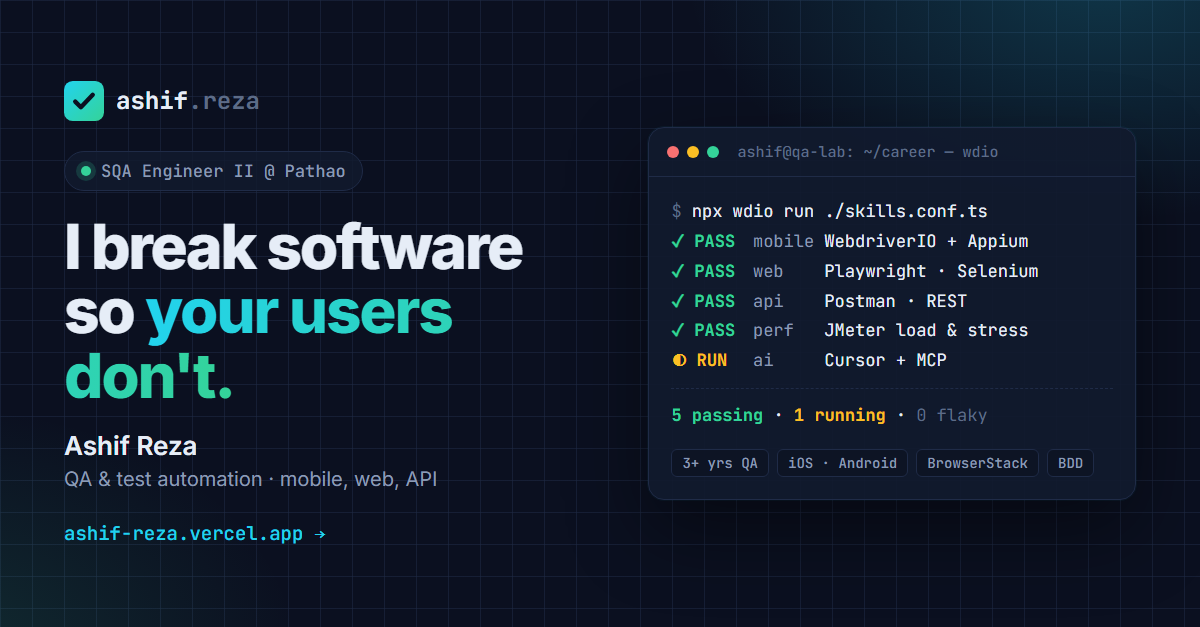 ashif.reza
SQA Engineer II @ Pathao
I break software
so your users
don't.
Ashif Reza
QA & test automation · mobile, web, API
ashif-reza.vercel.app →
ashif@qa-lab: ~/career — wdio
$ npx wdio run ./skills.conf.ts
✓ PASS mobile WebdriverIO + Appium
✓ PASS web Playwright · Selenium
✓ PASS api Postman · REST
✓ PASS perf JMeter load & stress
◐ RUN ai Cursor + MCP
5 passing · 1 running · 0 flaky
3+ yrs QA
iOS · Android
BrowserStack
BDD